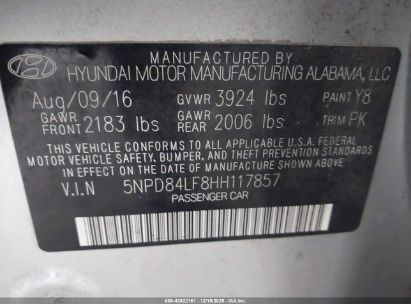 MANUFACTURED BY
HYUNDAI MOTOR MANUFACTURING ALABAMA, LLC
Aug/09/16 GVWR 3924 lbs PAINT Y8
GAWR FRONT 2183 lbs GAWR REAR 2006 lbs TRIM PK
THIS VEHICLE CONFORMS TO ALL APPLICABLE U.S. FEDERAL
MOTOR VEHICLE SAFETY, BUMPER, AND THEFT PREVENTION STANDARDS
IN EFFECT ON THE DATE OF MANUFACTURE SHOWN ABOVE.
V.I.N 5NPD84LF8HH117857
PASSENGER CAR